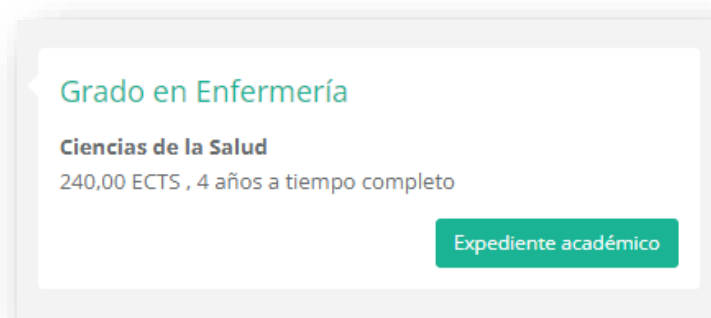 Grado en Enfermería
Ciencias de la Salud
240,00 ECTS , 4 años a tiempo completo
Expediente académico